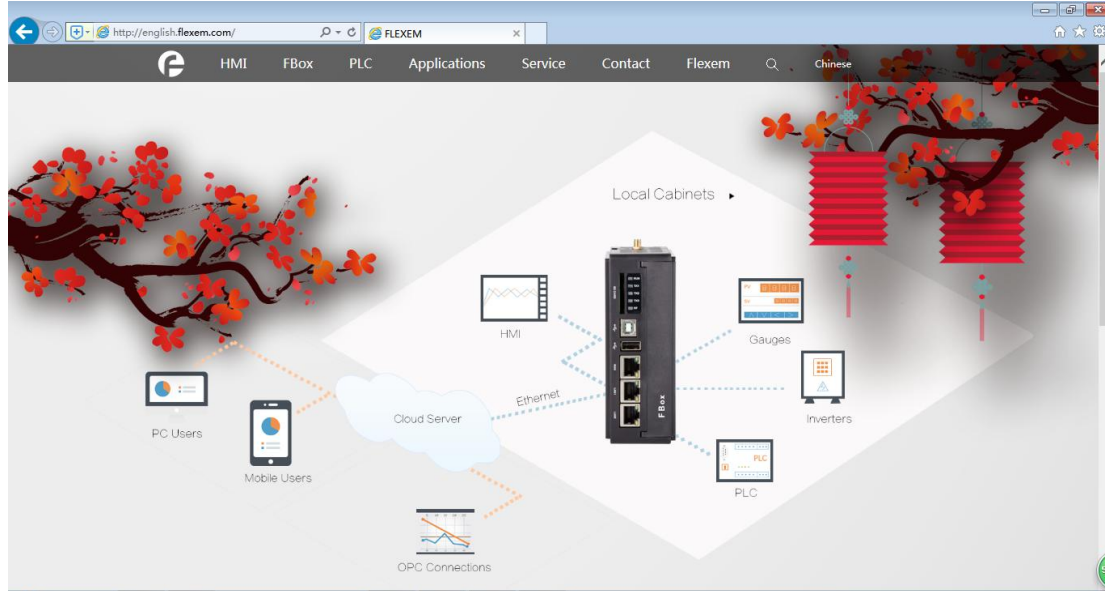 http://english.flexem.com/
FLEXEM
HMI FBox PLC Applications Service Contact Flexem Chinese
Local Cabinets
HMI
Gauges
Ethernet
FBox
Cloud Server
Inverters
PC Users
Mobile Users
PLC
PLC
OPC Connections